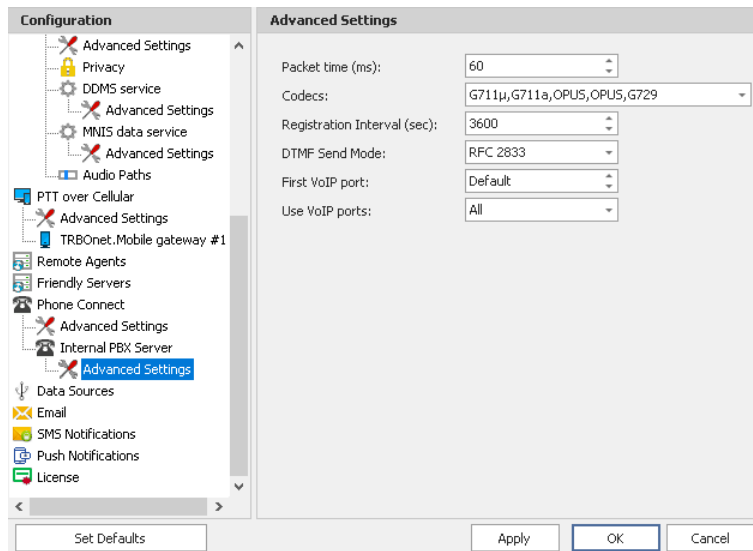 Configuration
Advanced Settings
Privacy
DDMS service
Advanced Settings
MNIS data service
Advanced Settings
Audio Paths
PTT over Cellular
Advanced Settings
TRBOnet.Mobile gateway #1
Remote Agents
Friendly Servers
Phone Connect
Advanced Settings
Internal PBX Server
Advanced Settings
Data Sources
Email
SMS Notifications
Push Notifications
License
Set Defaults
Advanced Settings
Packet time (ms): 60
Codecs: G711µ,G711a,OPUS,OPUS,G729
Registration Interval (sec): 3600
DTMF Send Mode: RFC 2833
First VoIP port: Default
Use VoIP ports: All
Apply OK Cancel